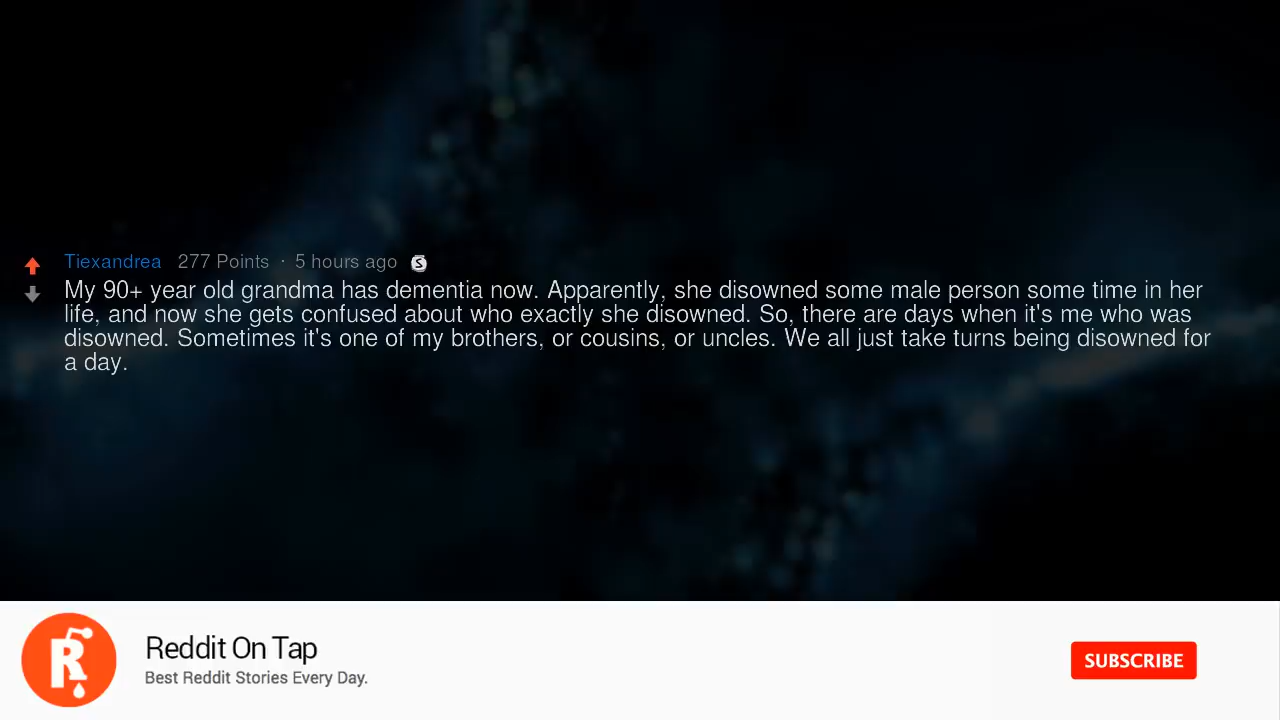 Tiexandrea 277 Points · 5 hours ago S
My 90+ year old grandma has dementia now. Apparently, she disowned some male person some time in her
life, and now she gets confused about who exactly she disowned. So, there are days when it's me who was
disowned. Sometimes it's one of my brothers, or cousins, or uncles. We all just take turns being disowned for
a day.
R
Reddit On Tap
Best Reddit Stories Every Day.
SUBSCRIBE